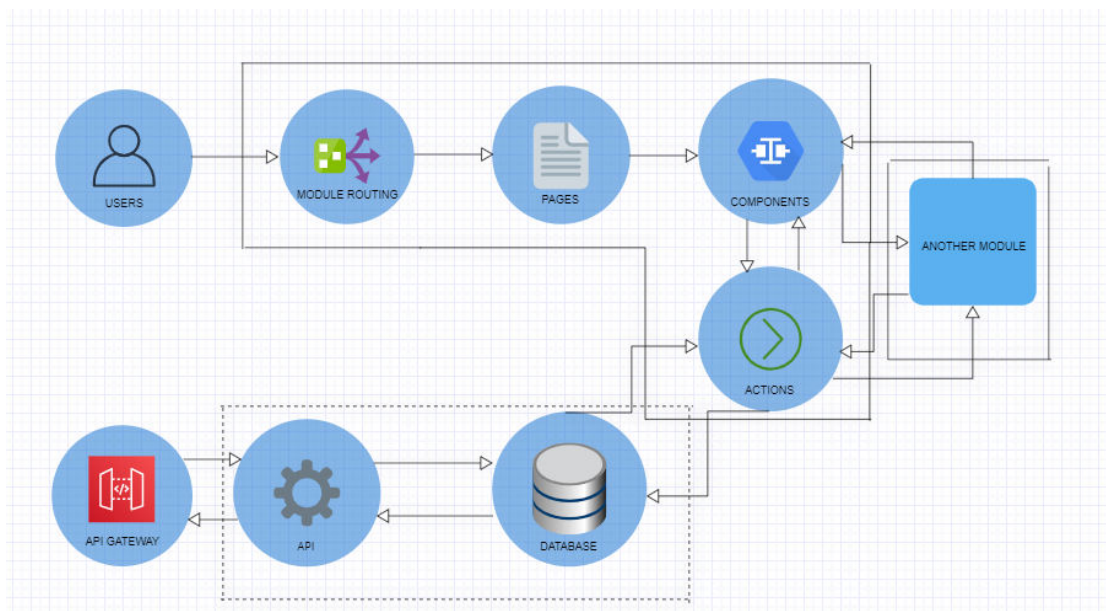 USERS
MODULE ROUTING
PAGES
COMPONENTS
ANOTHER MODULE
ACTIONS
API GATEWAY
API
DATABASE